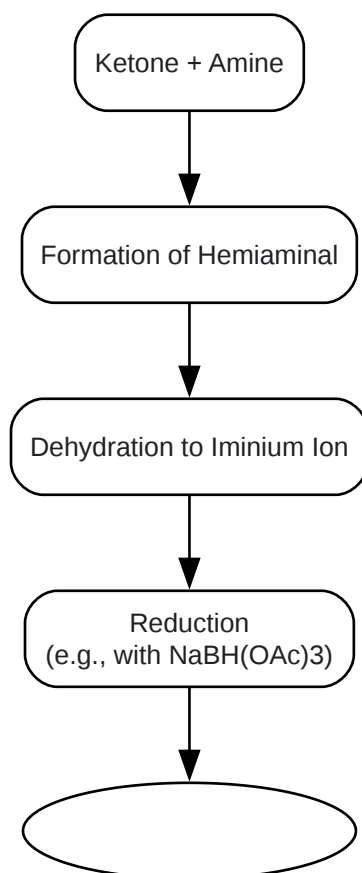 Ketone + Amine
Formation of Hemiaminal
Dehydration to Iminium Ion
Reduction
(e.g., with NaBH(OAc)3)